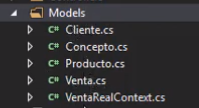 Models
C# Cliente.cs
C# Concepto.cs
C# Producto.cs
C# Venta.cs
C# VentaRealContext.cs